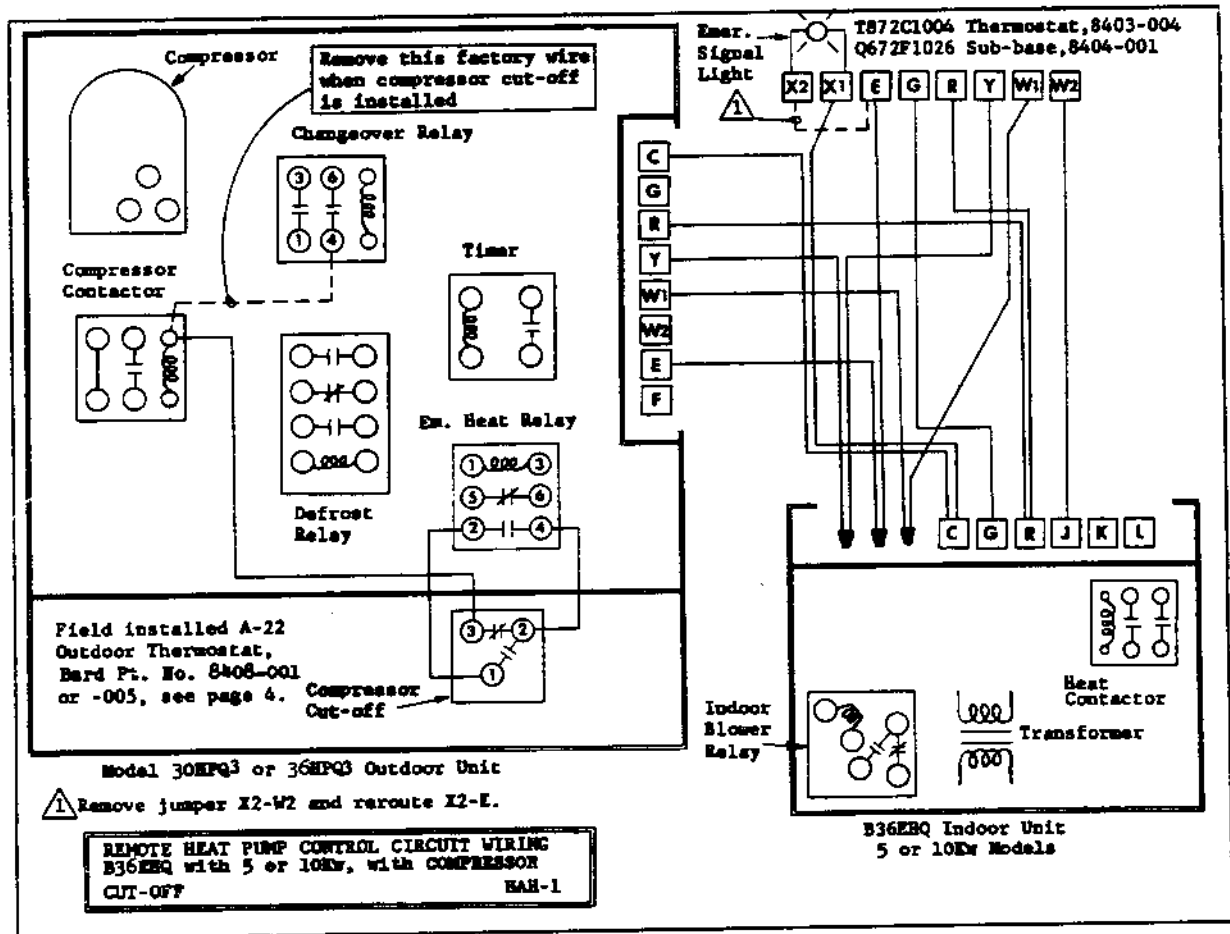 Compressor
Remove this factory wire
when compressor cut-off
is installed
Changeover Relay
3 6
1 4
Timer
Compressor
Contactor
Em. Heat Relay
1 3
5 6
2 4
Defrost
Relay
C
G
R
Y
W1
W2
E
F
Emer.
Signal
Light
T872C1004 Thermostat,8403-004
Q672F1026 Sub-base,8404-001
X2 X1 E G R Y W1 W2
1
Field installed A-22
Outdoor Thermostat,
Bard Pt. No. 8408-001
or -005, see page 4.
Compressor
Cut-off
3 2
1
C G R J K L
Heat
Contactor
Indoor
Blower
Relay
Transformer
Model 30HPQ3 or 36HPQ3 Outdoor Unit
1 Remove jumper X2-W2 and reroute X2-E.
REMOTE HEAT PUMP CONTROL CIRCUIT WIRING
B36EHQ with 5 or 10Kw, with COMPRESSOR
CUT-OFF HAH-1
B36EHQ Indoor Unit
5 or 10Kw Models